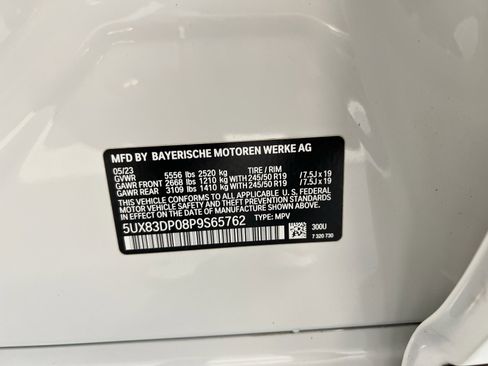 MFD BY BAYERISCHE MOTOREN WERKE AG
05/23
GVWR 5556 lbs 2520 kg TIRE / RIM
GAWR FRONT 2668 lbs 1210 kg WITH 245/50 R19 / 7.5J x 19
GAWR REAR 3109 lbs 1410 kg WITH 245/50 R19 / 7.5J x 19
THIS VEHICLE CONFORMS TO ALL APPLICABLE U. S. FEDERAL
MOTOR VEHICLE SAFETY, BUMPER, AND THEFT PREVENTION
STANDARDS IN EFFECT ON THE DATE OF MANUFACTURE SHOWN ABOVE.
5UX83DP08P9S65762 TYPE: MPV
300U
7 320 730